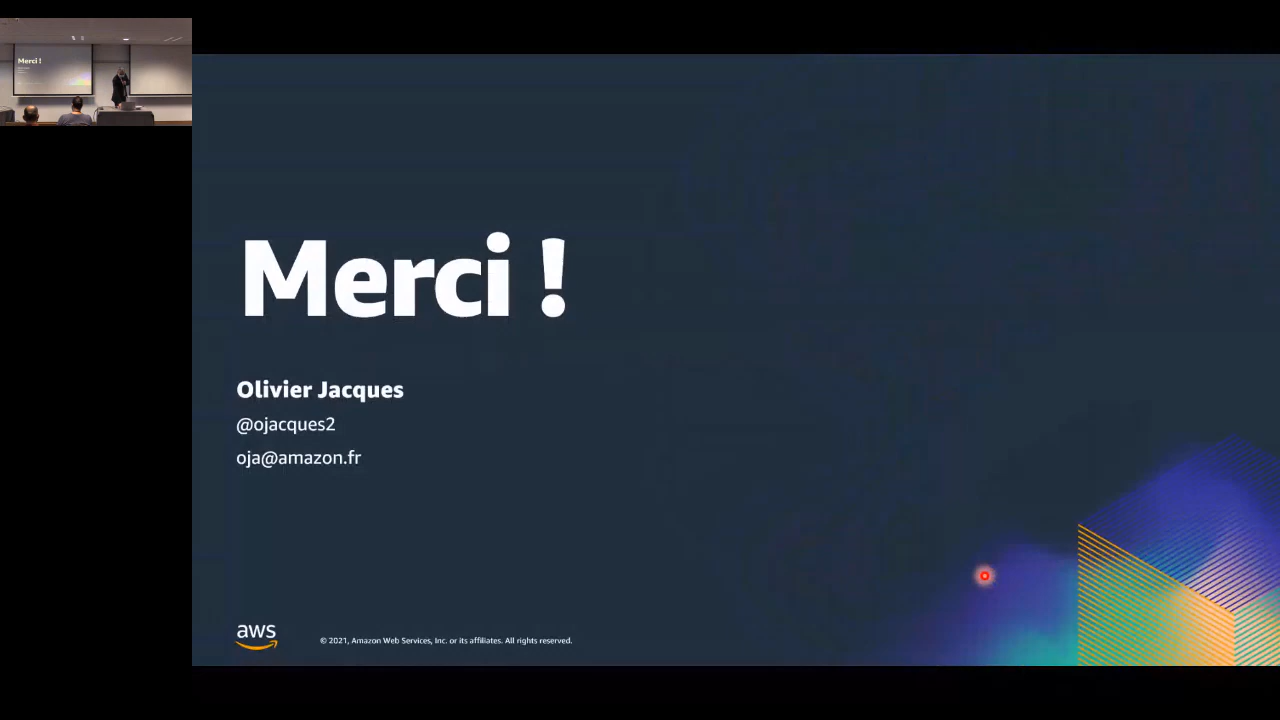 Merci !
Merci !
Olivier Jacques
@ojacques2
oja@amazon.fr
aws
© 2021, Amazon Web Services, Inc. or its affiliates. All rights reserved.